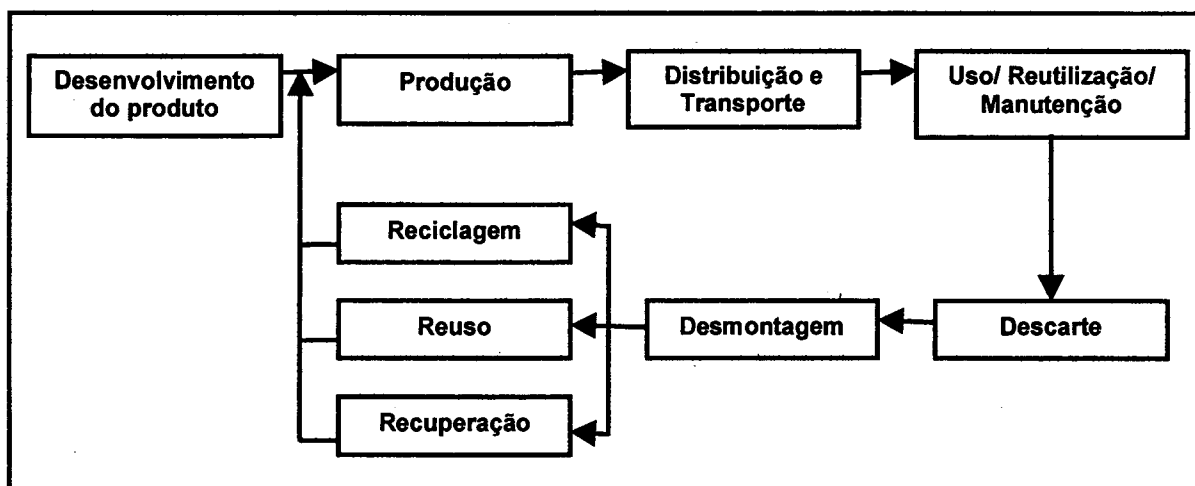 Desenvolvimento
do produto
Produção
Distribuição e
Transporte
Uso/ Reutilização/
Manutenção
Reciclagem
Reuso
Desmontagem
Descarte
Recuperação